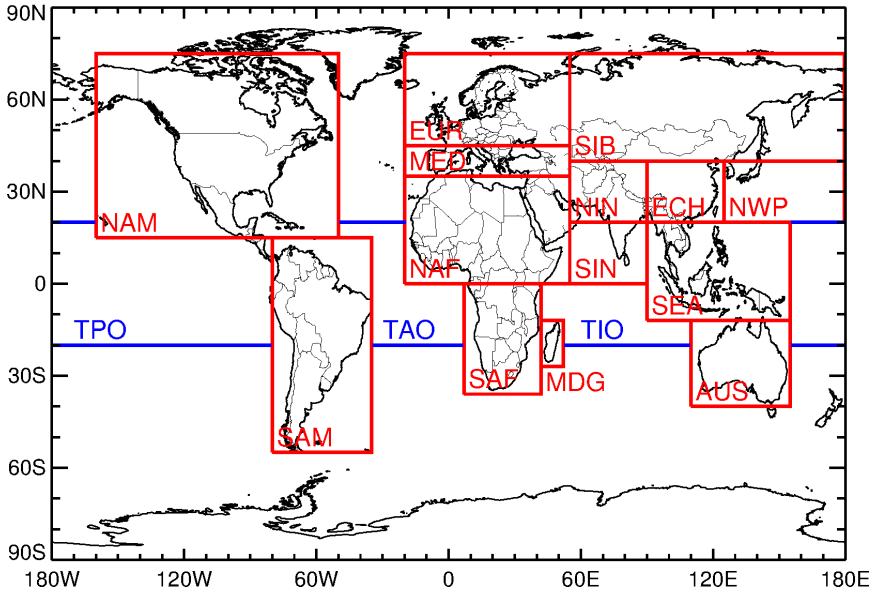 90N
60N
EUR
SIB
MED
30N
NAM
NIN
ECH
NWP
NAF
SIN
0
SEA
TPO
TAO
TIO
30S
SAF
MDG
AUS
SAM
60S
90S
180W
120W
60W
0
60E
120E
180E